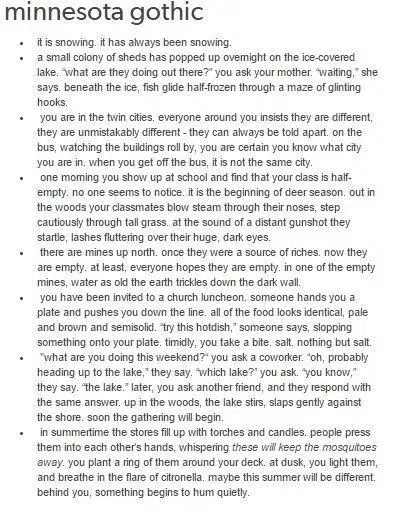 minnesota gothic
• it is snowing. it has always been snowing.
• a small colony of sheds has popped up overnight on the ice-covered
lake. “what are they doing out there?” you ask your mother. “waiting,” she
says. beneath the ice, fish glide half-frozen through a maze of glinting
hooks.
• you are in the twin cities. everyone around you insists they are different,
they are unmistakably different - they can always be told apart. on the
bus, watching the buildings roll by, you are certain you know what city
you are in. when you get off the bus, it is not the same city.
• one morning you show up at school and find that your class is half-
empty. no one seems to notice. it is the beginning of deer season. out in
the woods your classmates blow steam through their noses, step
cautiously through tall grass. at the sound of a distant gunshot they
startle, lashes fluttering over their huge, dark eyes.
• there are mines up north. once they were a source of riches. now they
are empty. at least, everyone hopes they are empty. in one of the empty
mines, water as old the earth trickles down the dark wall.
• you have been invited to a church luncheon. someone hands you a
plate and pushes you down the line. all of the food looks identical, pale
and brown and semisolid. “try this hotdish,” someone says, slopping
something onto your plate. timidly, you take a bite. salt. nothing but salt.
• “what are you doing this weekend?“ you ask a coworker. “oh, probably
heading up to the lake,” they say. “which lake?” you ask. “you know,”
they say. “the lake.” later, you ask another friend, and they respond with
the same answer. up in the woods, the lake stirs, slaps gently against
the shore. soon the gathering will begin.
• in summertime the stores fill up with torches and candles. people press
them into each other's hands, whispering these will keep the mosquitoes
away. you plant a ring of them around your deck. at dusk, you light them,
and breathe in the flare of citronella. maybe this summer will be different.
behind you, something begins to hum quietly.